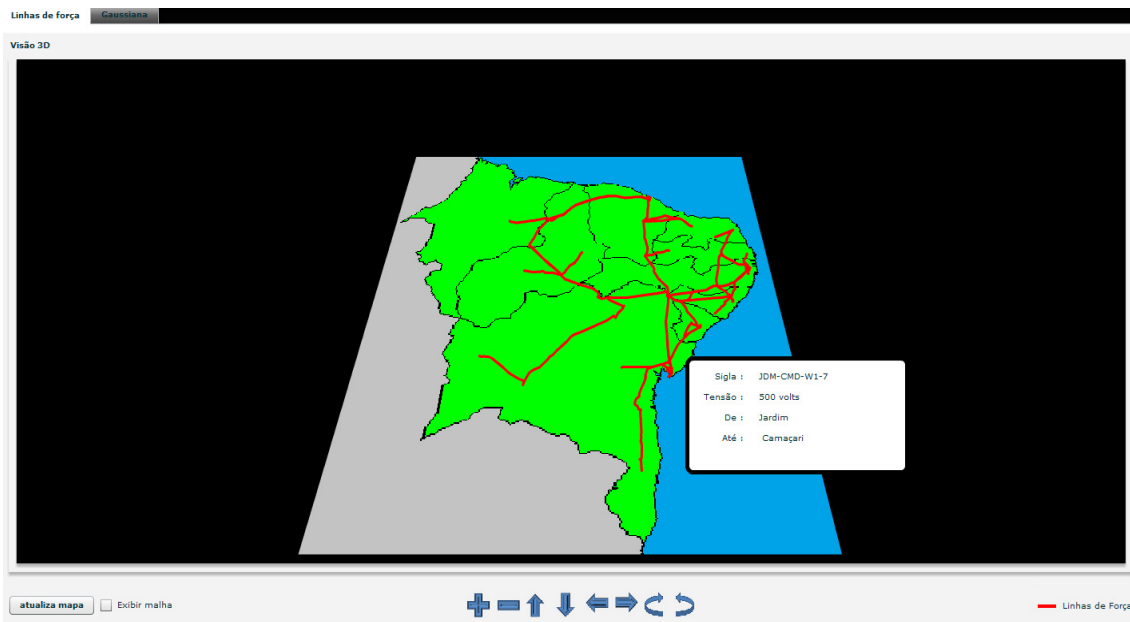 Linhas de força Gaussiana
Visão 3D
Sigla : JDM-CMD-W1-7
Tensão : 500 volts
De : Jardim
Até : Camaçari
atualiza mapa Exibir malha Linhas de Força